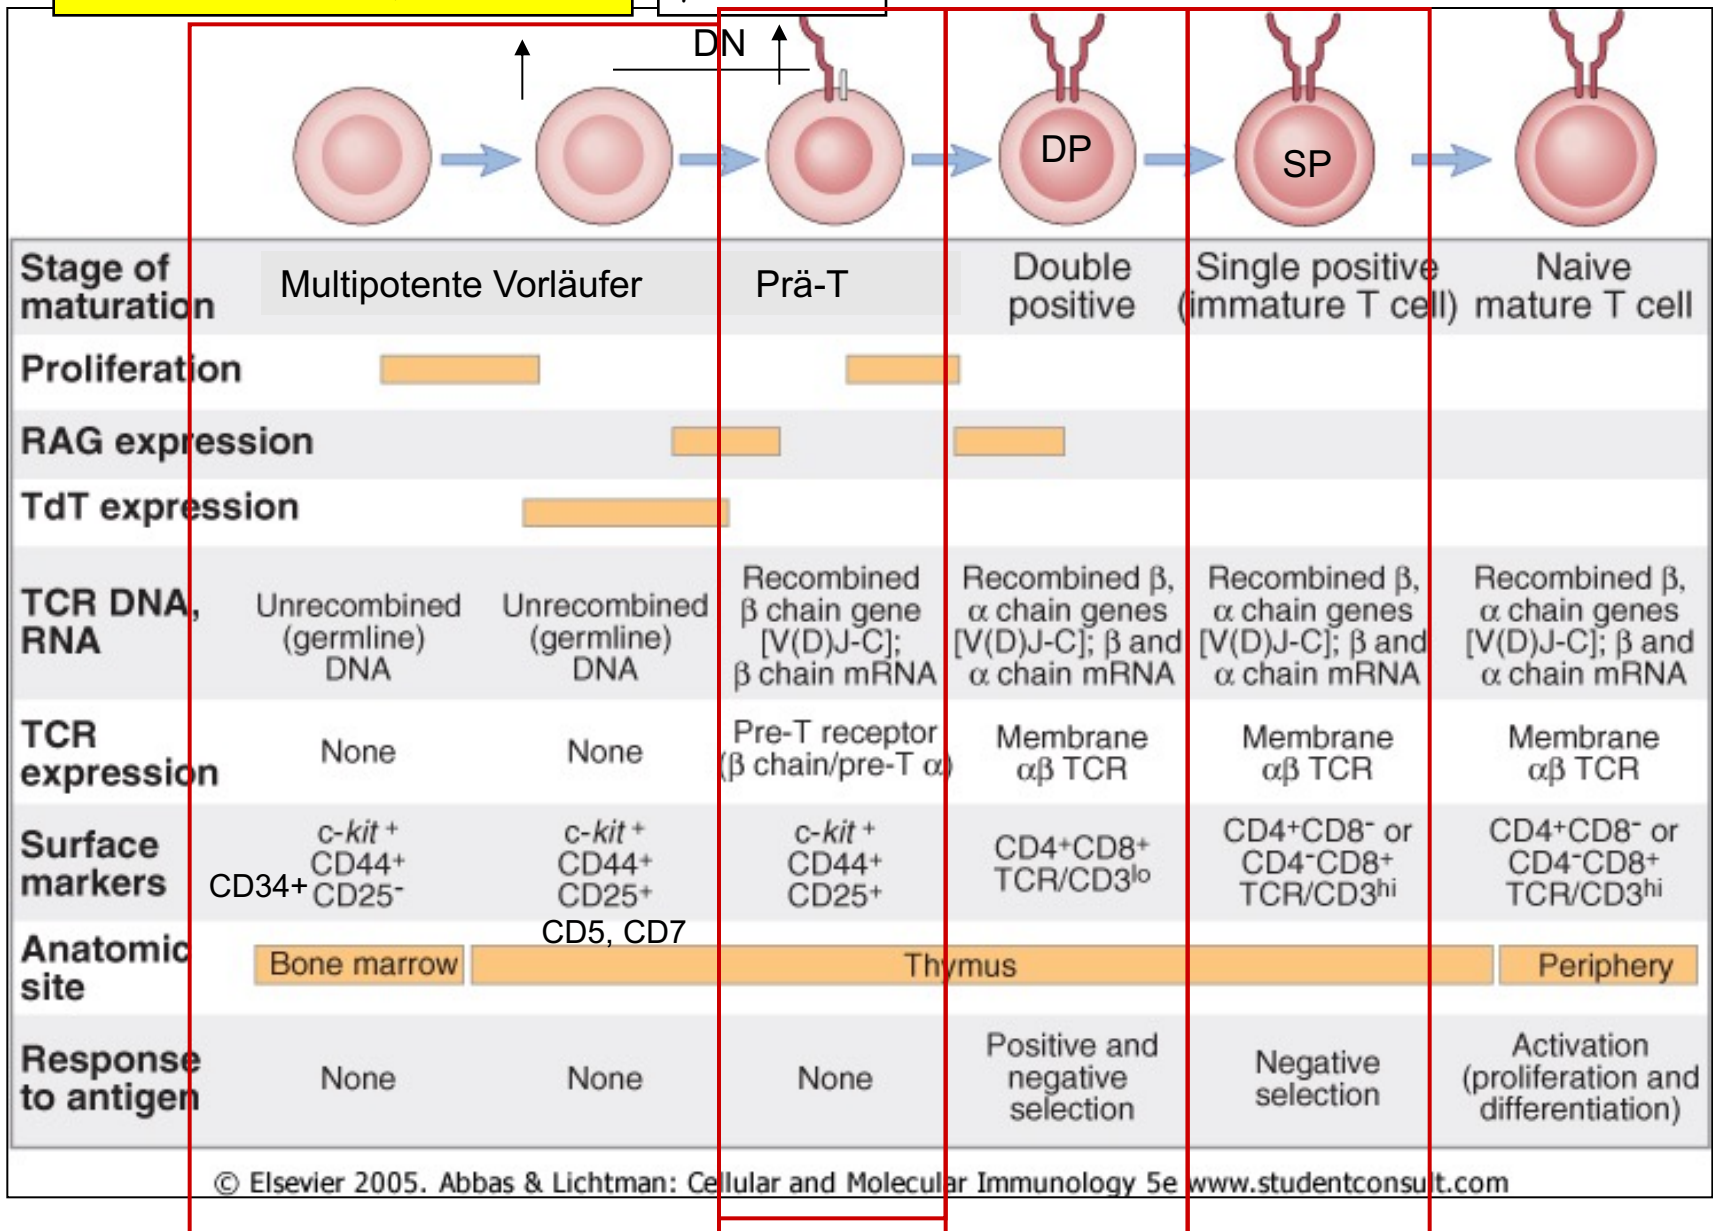 DN
DP
SP
Stage of
maturation
Multipotente Vorläufer
Prä-T
Double
positive
Single positive
(immature T cell)
Naive
mature T cell
Proliferation
RAG expression
TdT expression
TCR DNA,
RNA
Unrecombined
(germline)
DNA
Unrecombined
(germline)
DNA
Recombined
β chain gene
[V(D)J-C];
β chain mRNA
Recombined β,
α chain genes
[V(D)J-C]; β and
α chain mRNA
Recombined β,
α chain genes
[V(D)J-C]; β and
α chain mRNA
Recombined β,
α chain genes
[V(D)J-C]; β and
α chain mRNA
TCR
expression
None
None
Pre-T receptor
(β chain/pre-T α)
Membrane
αβ TCR
Membrane
αβ TCR
Membrane
αβ TCR
Surface
markers
CD34+
c-kit +
CD44+
CD25-
c-kit +
CD44+
CD25+
CD5, CD7
c-kit +
CD44+
CD25+
CD4+CD8+
TCR/CD3lo
CD4+CD8- or
CD4-CD8+
TCR/CD3hi
CD4+CD8- or
CD4-CD8+
TCR/CD3hi
Anatomic
site
Bone marrow
Thymus
Periphery
Response
to antigen
None
None
None
Positive and
negative
selection
Negative
selection
Activation
(proliferation and
differentiation)
© Elsevier 2005. Abbas & Lichtman: Cellular and Molecular Immunology 5e www.studentconsult.com